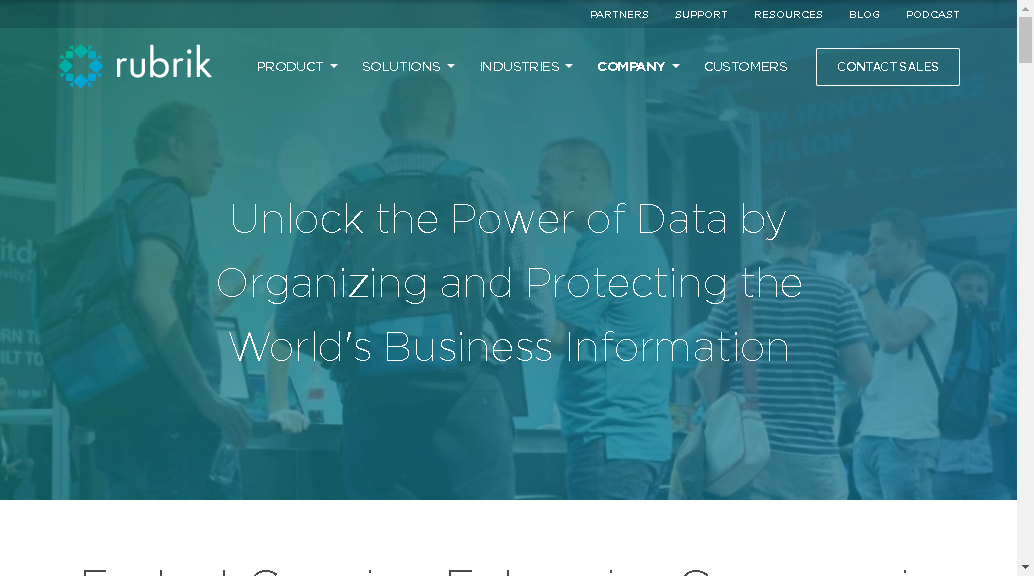 PARTNERS SUPPORT RESOURCES BLOG PODCAST
rubrik PRODUCT SOLUTIONS INDUSTRIES COMPANY CUSTOMERS CONTACT SALES
Unlock the Power of Data by
Organizing and Protecting the
World's Business Information